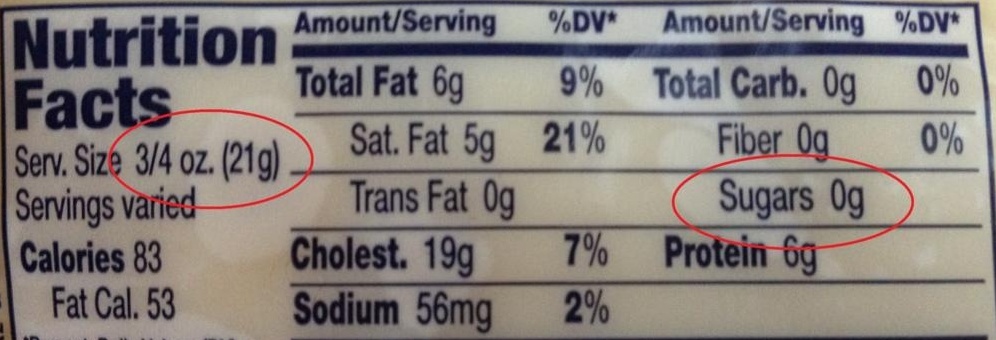 Nutrition
Facts
Serv. Size 3/4 oz. (21g)
Servings varied
Calories 83
Fat Cal. 53
Amount/Serving %DV*
Total Fat 6g 9%
Sat. Fat 5g 21%
Trans Fat 0g
Cholest. 19g 7%
Sodium 56mg 2%
Amount/Serving %DV*
Total Carb. 0g 0%
Fiber 0g 0%
Sugars 0g
Protein 6g